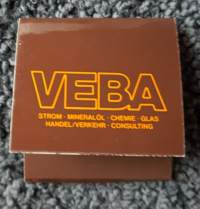 VEBA
STROM · MINERALÖL · CHEMIE · GLAS
HANDEL/VERKEHR · CONSULTING